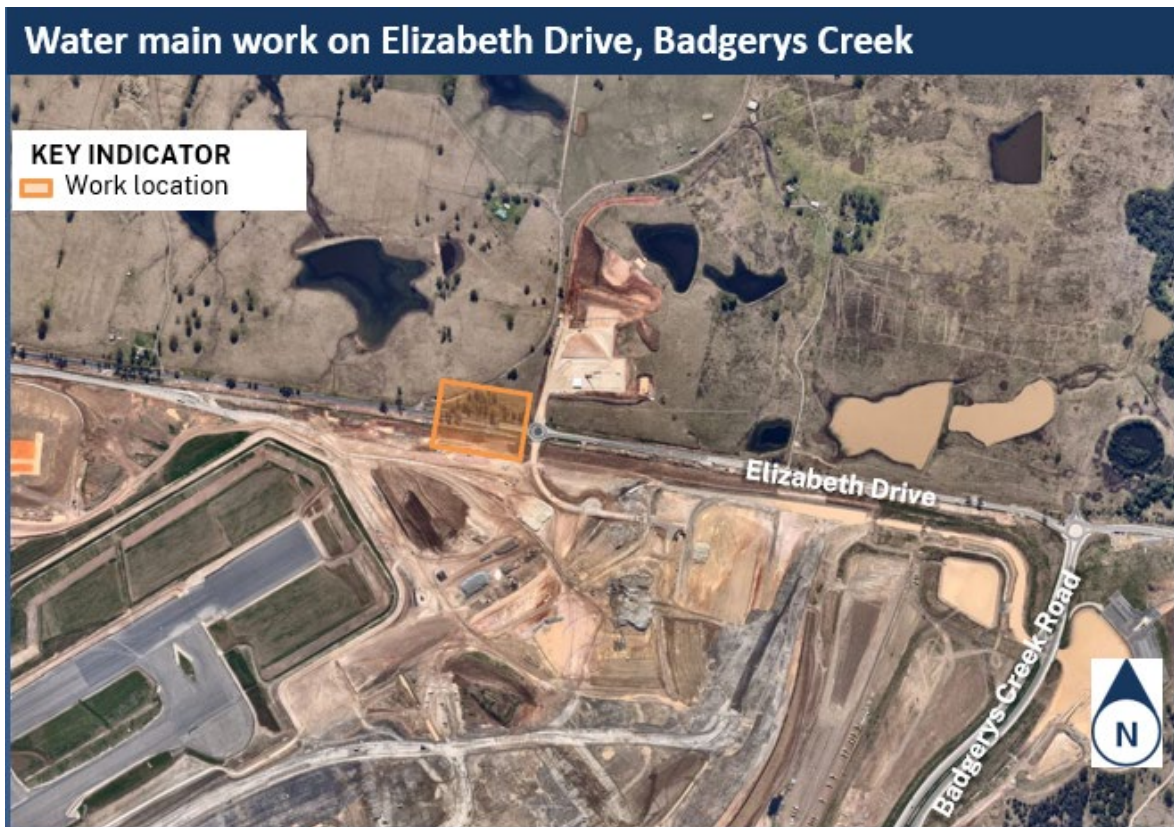 Water main work on Elizabeth Drive, Badgerys Creek
KEY INDICATOR
Work location
Elizabeth Drive
Badgerys Creek Road
N